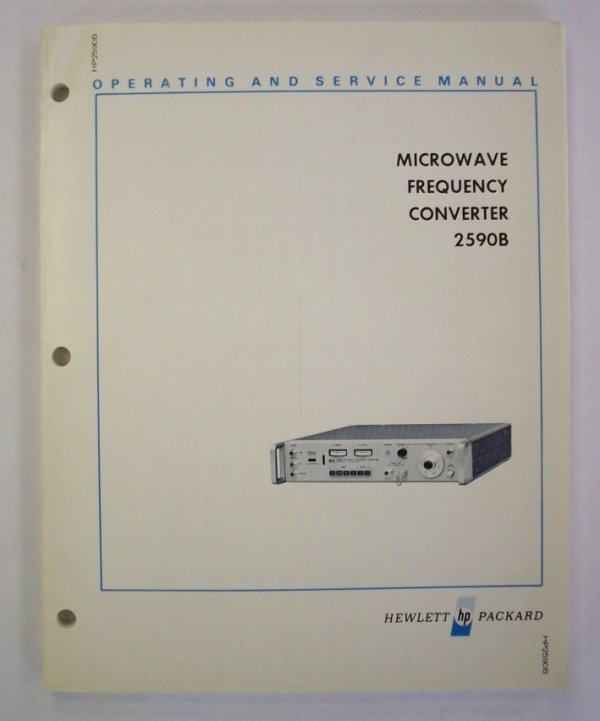 HP2590B
OPERATING AND SERVICE MANUAL
MICROWAVE
FREQUENCY
CONVERTER
2590B
HEWLETT hp PACKARD
HP2590B